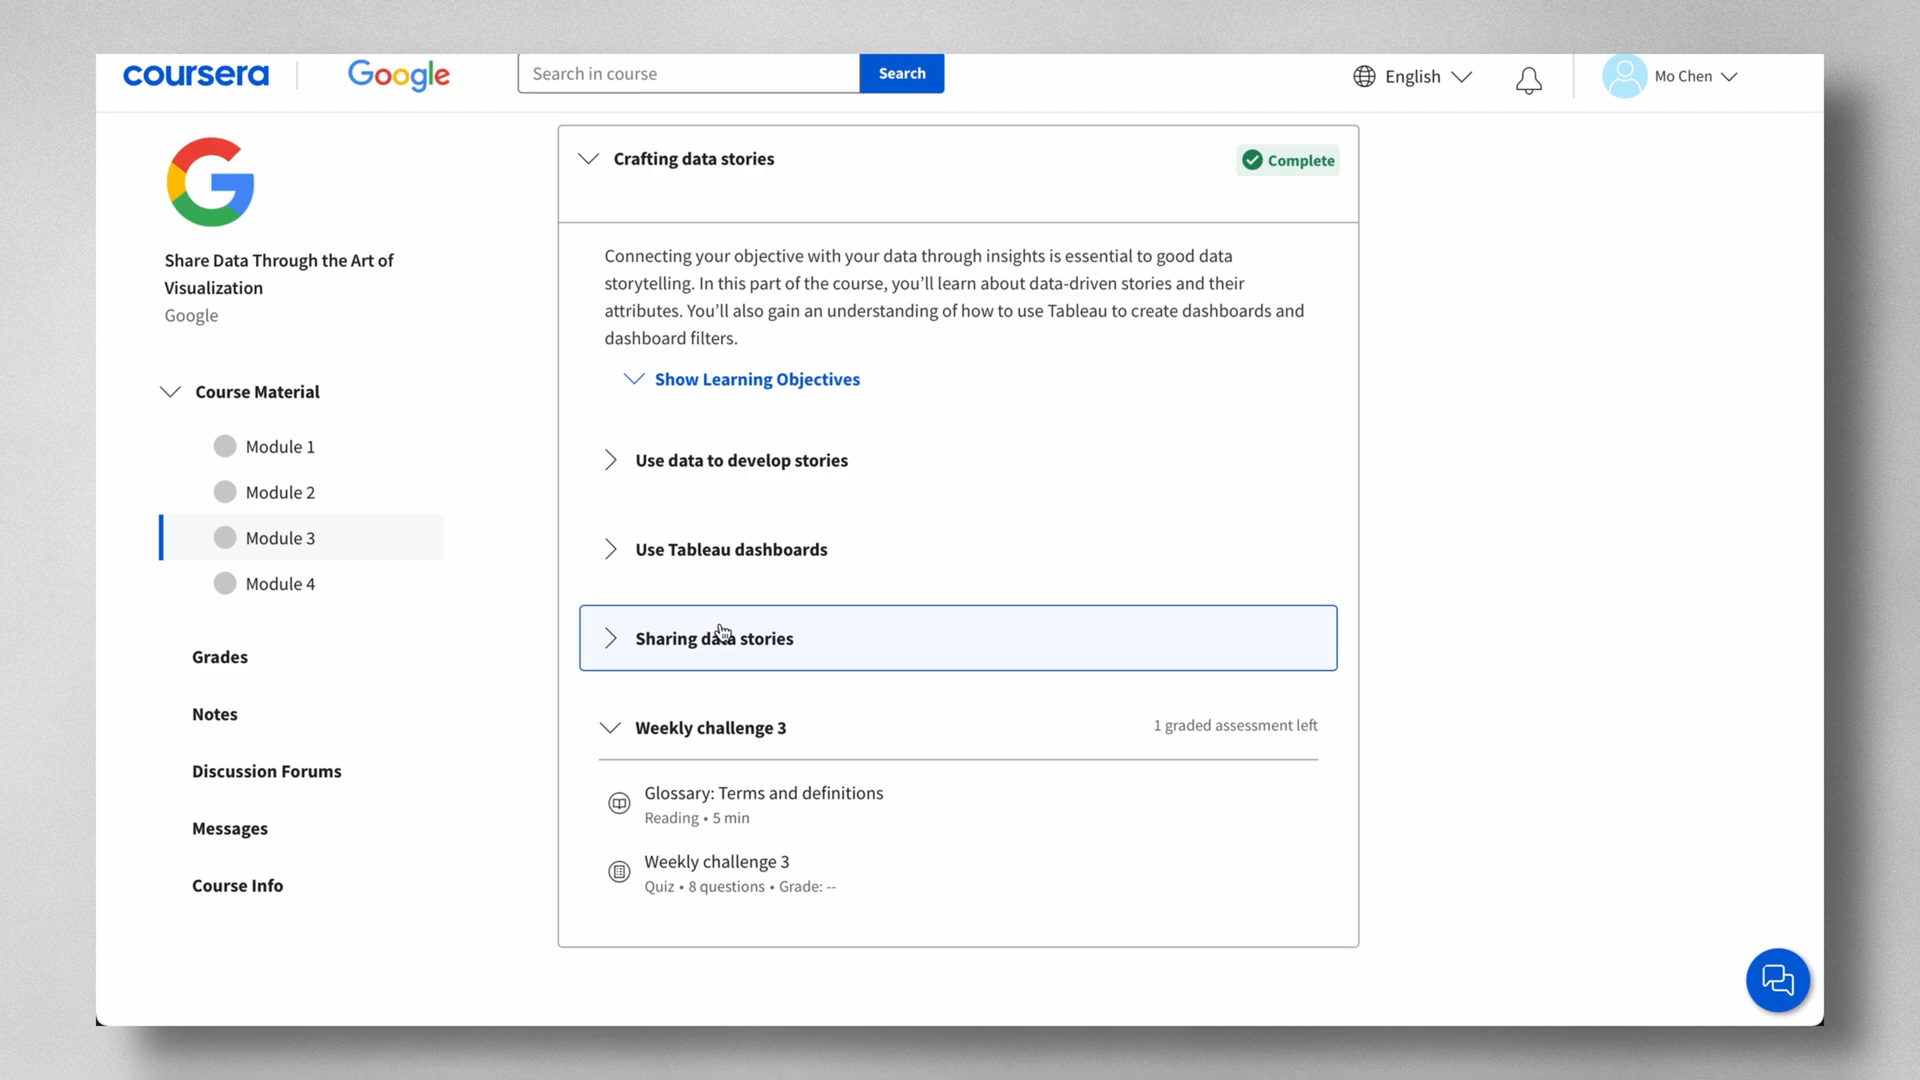 coursera
Google
Search in course
Search
English
Mo Chen
Share Data Through the Art of
Visualization
Google
Course Material
Module 1
Module 2
Module 3
Module 4
Grades
Notes
Discussion Forums
Messages
Course Info
Crafting data stories
Complete
Connecting your objective with your data through insights is essential to good data
storytelling. In this part of the course, you’ll learn about data-driven stories and their
attributes. You’ll also gain an understanding of how to use Tableau to create dashboards and
dashboard filters.
Show Learning Objectives
Use data to develop stories
Use Tableau dashboards
Sharing data stories
Weekly challenge 3
1 graded assessment left
Glossary: Terms and definitions
Reading • 5 min
Weekly challenge 3
Quiz • 8 questions • Grade: --